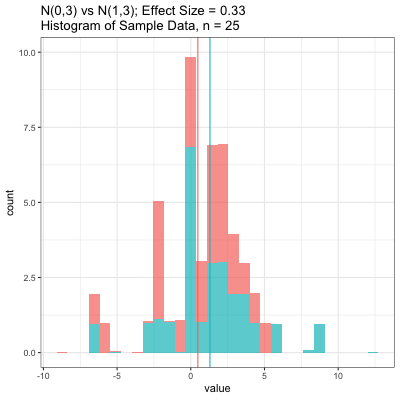 N(0,3) vs N(1,3); Effect Size = 0.33
Histogram of Sample Data, n = 25
10.0
7.5
5.0
2.5
0.0
count
-10 -5 0 5 10
value